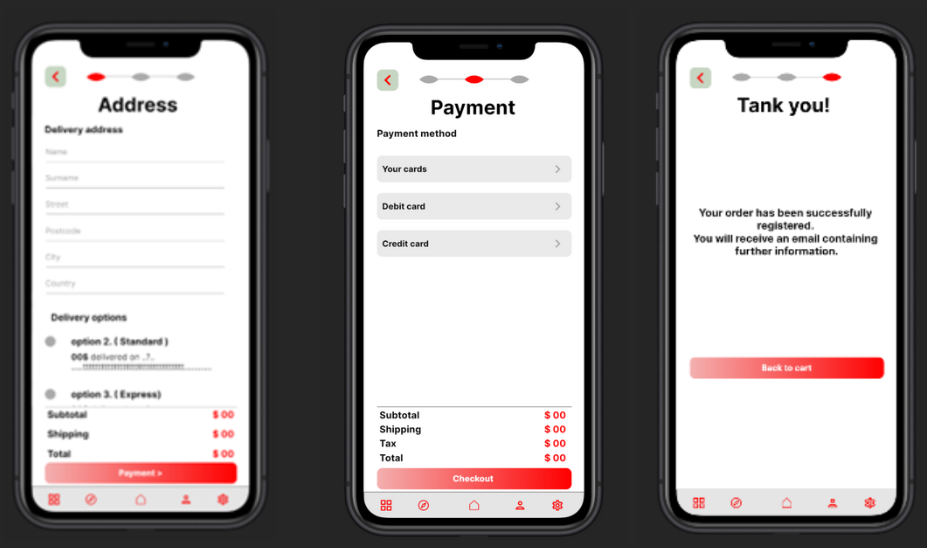 Address
Delivery address
Name
Surname
Street
Postcode
City
Country
Delivery options
option 2. ( Standard )
00$ delivered on ..?..
option 3. ( Express)
Subtotal $ 00
Shipping $ 00
Total $ 00
Payment >
Payment
Payment method
Your cards
Debit card
Credit card
Subtotal $ 00
Shipping $ 00
Tax $ 00
Total $ 00
Checkout
Tank you!
Your order has been successfully
registered.
You will receive an email containing
further information.
Back to cart